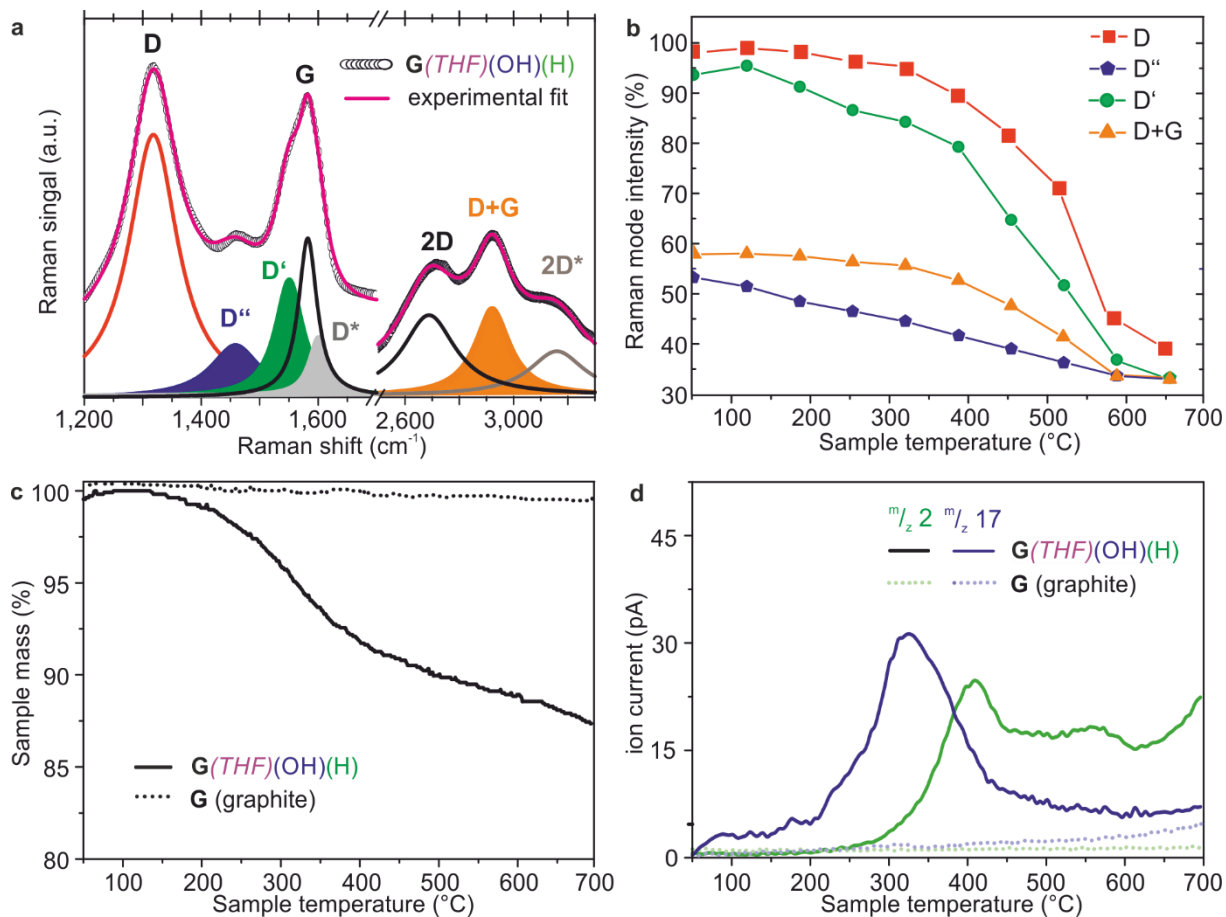 a
D
G
G(THF)(OH)(H)
experimental fit
D+G
2D
2D*
D‘
D‘‘
D*
Raman singal (a.u.)
1,200 1,400 1,600 2,600 3,000
Raman shift (cm-1)
b
D
D‘‘
D‘
D+G
100
90
80
70
60
50
40
30
Raman mode intensity (%)
0 100 200 300 400 500 600 700
Sample temperature (°C)
c
100
95
90
85
80
Sample mass (%)
G(THF)(OH)(H)
G (graphite)
100 200 300 400 500 600 700
Sample temperature (°C)
d
m/z 2 m/z 17
G(THF)(OH)(H)
G (graphite)
45
30
15
0
ion current (pA)
100 200 300 400 500 600 700
Sample temperature (°C)